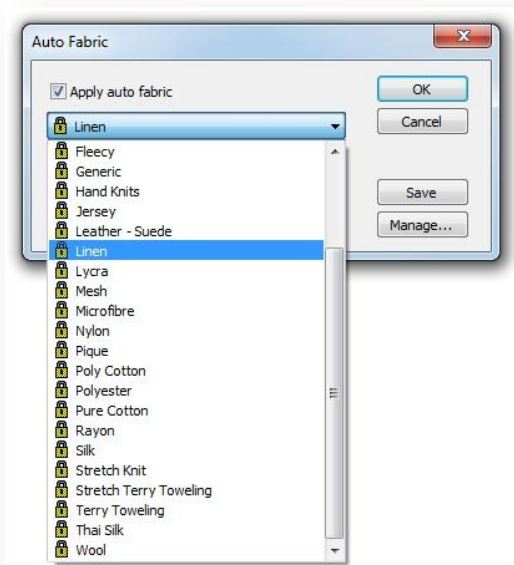 Auto Fabric
Apply auto fabric
OK
Linen
Cancel
Fleecy
Generic
Hand Knits
Save
Jersey
Leather - Suede
Manage...
Linen
Lycra
Mesh
Microfibre
Nylon
Pique
Poly Cotton
Polyester
Pure Cotton
Rayon
Silk
Stretch Knit
Stretch Terry Toweling
Terry Toweling
Thai Silk
Wool